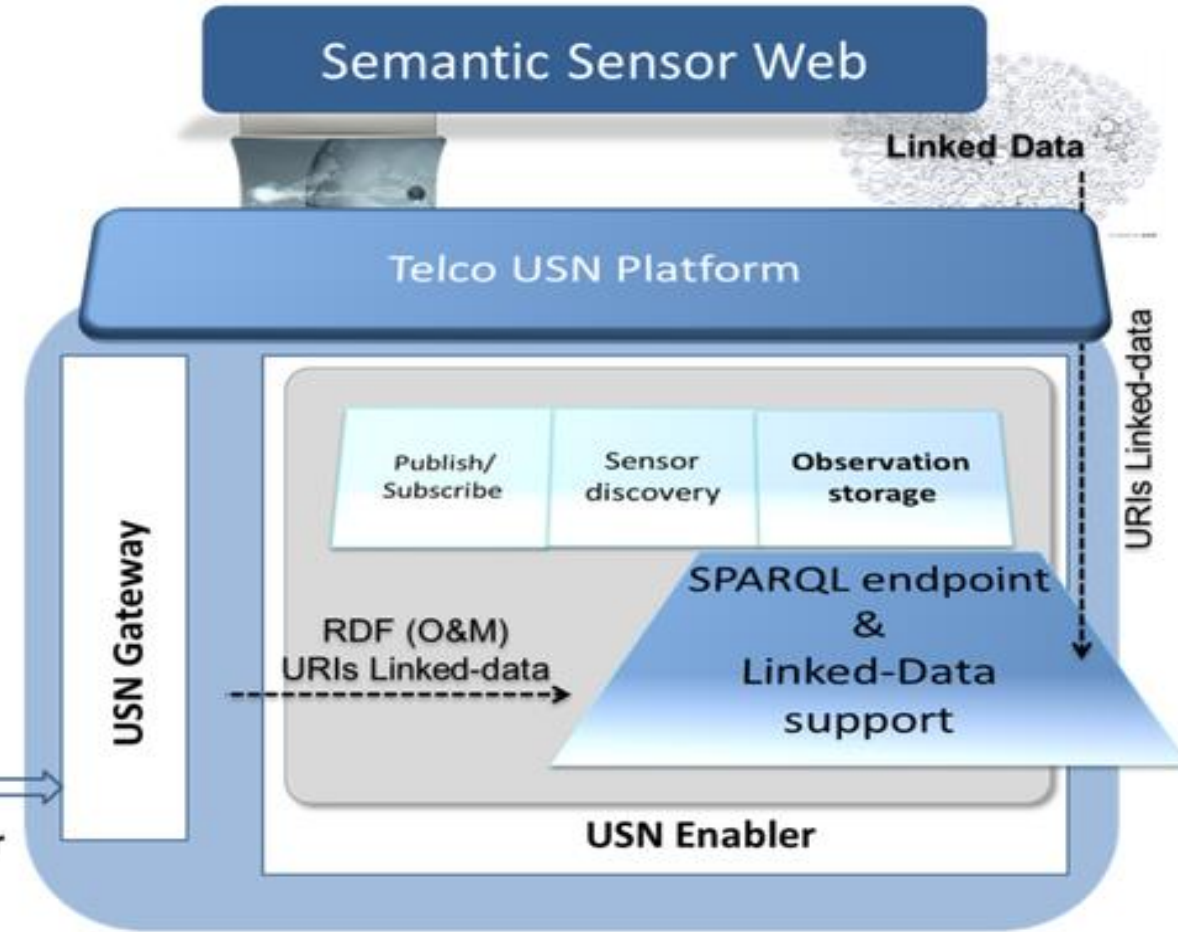 Semantic Sensor Web
Linked Data
Telco USN Platform
URIs Linked-data
USN Gateway
Publish/
Subscribe
Sensor
discovery
Observation
storage
SPARQL endpoint
&
Linked-Data
support
RDF (O&M)
URIs Linked-data
USN Enabler